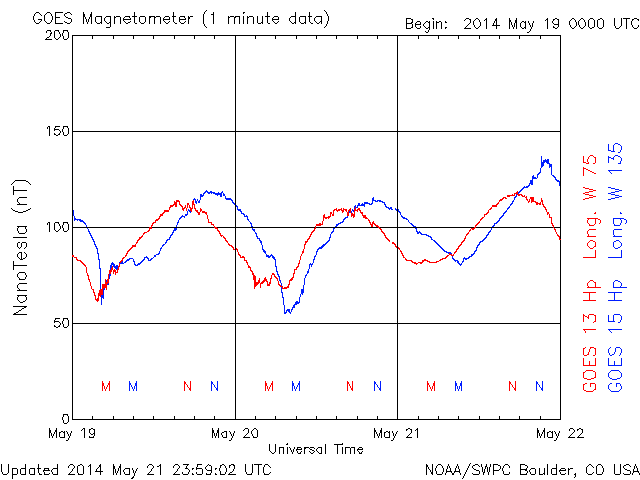 GOES Magnetometer (1 minute data)
Begin: 2014 May 19 0000 UTC
200
150
100
50
0
NanoTesla (nT)
M M N N M M N N M M N N
May 19 May 20 May 21 May 22
Universal Time
GOES 13 Hp Long. W 75
GOES 15 Hp Long. W 135
Updated 2014 May 21 23:59:02 UTC
NOAA/SWPC Boulder, CO USA